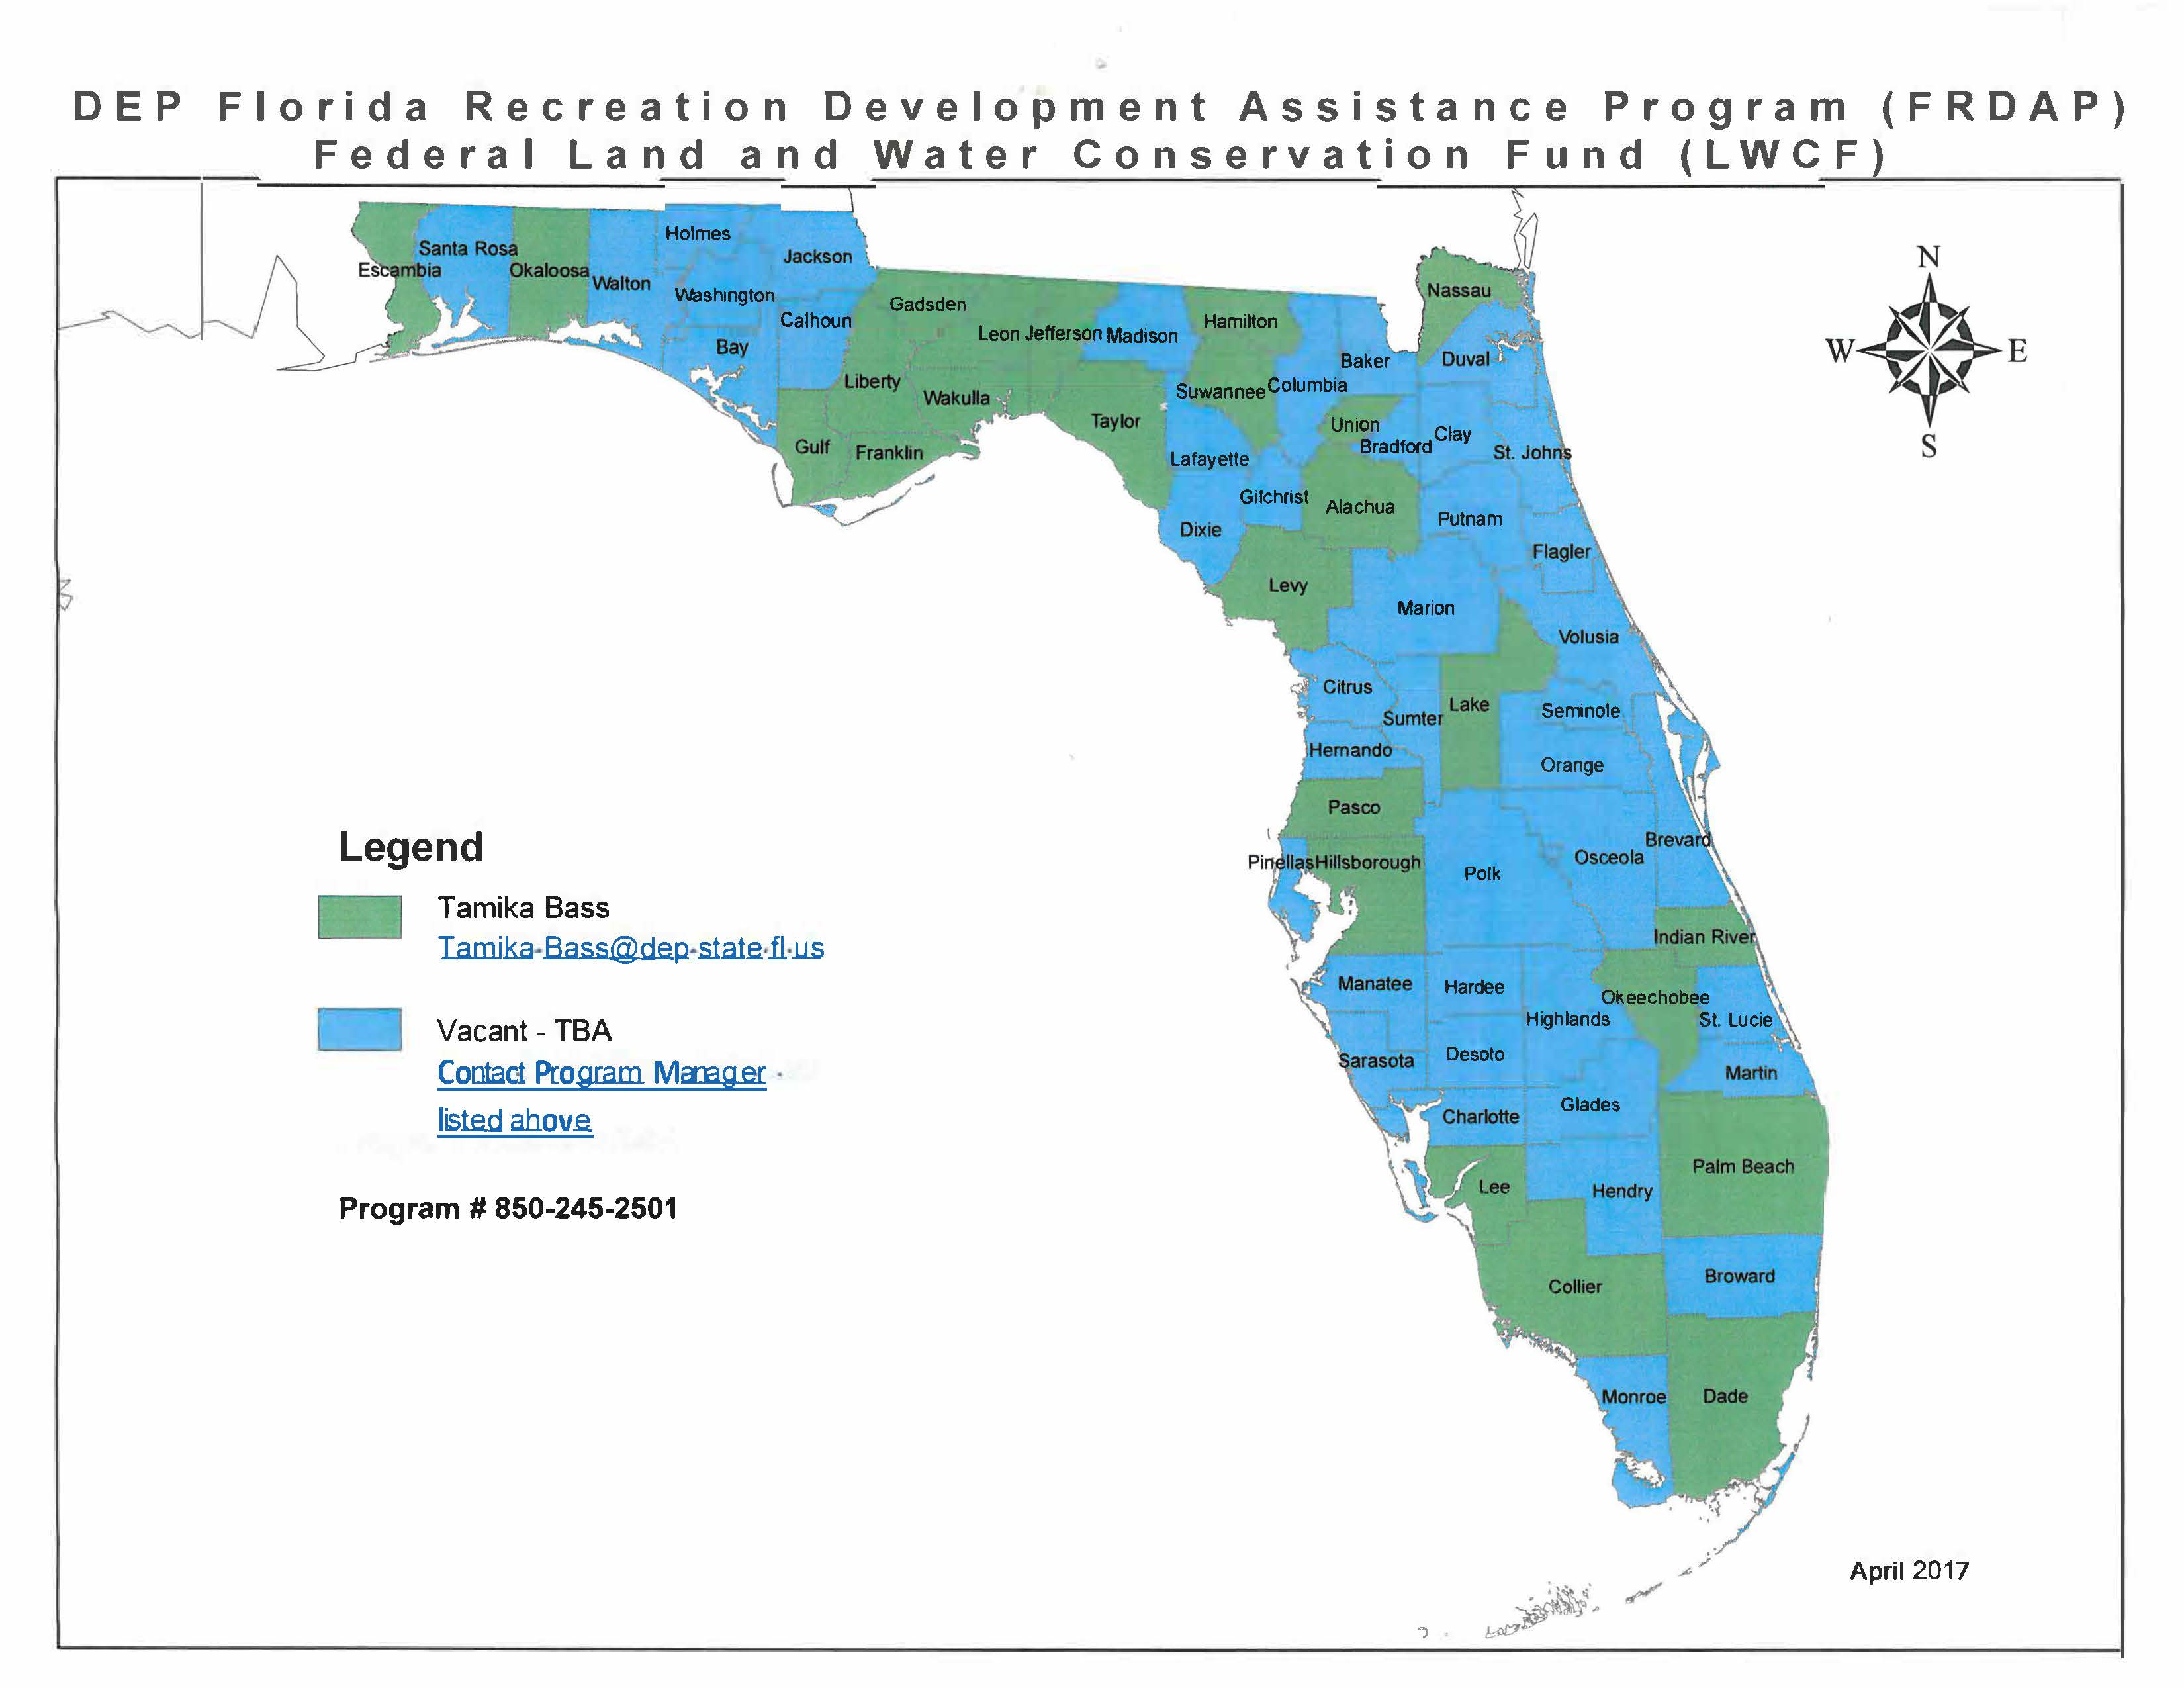 DEP Florida Recreation Development Assistance Program (FRDAP)
Federal Land and Water Conservation Fund (LWCF)
N
W E
S
Holmes
Santa Rosa
Jackson
Escambia
Okaloosa
Walton
Washington
Calhoun
Bay
Gadsden
Leon
Jefferson
Madison
Hamilton
Nassau
Baker
Duval
Liberty
Wakulla
Suwannee
Columbia
Taylor
Union
Bradford
Clay
Gulf
Franklin
Lafayette
St. Johns
Gilchrist
Alachua
Putnam
Dixie
Flagler
Levy
Marion
Volusia
Citrus
Sumter
Lake
Seminole
Hernando
Orange
Pasco
Brevard
Pinellas
Hillsborough
Polk
Osceola
Indian River
Manatee
Hardee
Okeechobee
Highlands
St. Lucie
Sarasota
Desoto
Martin
Charlotte
Glades
Palm Beach
Lee
Hendry
Collier
Broward
Monroe
Dade
Legend
Tamika Bass
Tamika-Bass@dep-state-fl-us
Vacant - TBA
Contact Program Manager -
listed ahove
Program # 850-245-2501
April 2017